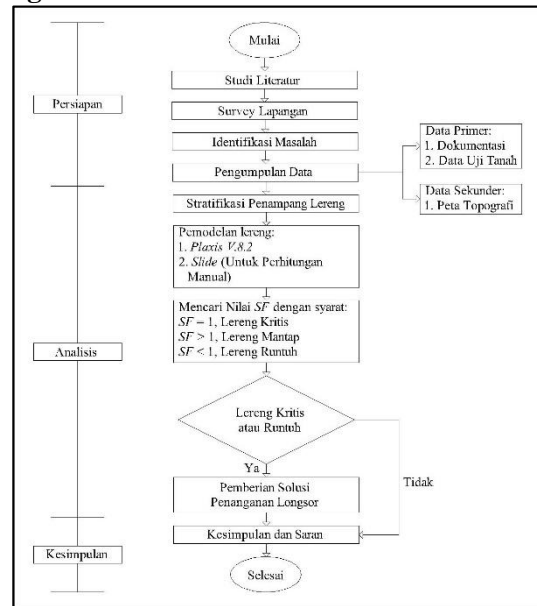 Mulai
Studi Literatur
Persiapan
Survey Lapangan
Identifikasi Masalah
Pengumpulan Data
Data Primer:
1. Dokumentasi
2. Data Uji Tanah
Data Sekunder:
1. Peta Topografi
Stratifikasi Penampang Lereng
Pemodelan lereng:
1. Plaxis V.8.2
2. Slide (Untuk Perhitungan
Manual)
Mencari Nilai SF dengan syarat:
SF = 1, Lereng Kritis
SF > 1, Lereng Mantap
SF < 1, Lereng Runtuh
Analisis
Lereng Kritis
atau Runtuh
Ya
Tidak
Pemberian Solusi
Penanganan Longsor
Kesimpulan dan Saran
Kesimpulan
Selesai